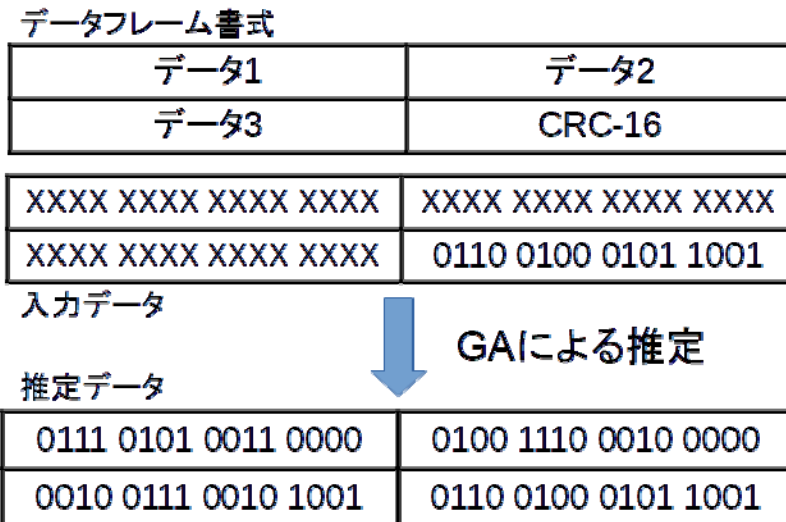 データフレーム書式
データ1 データ2
データ3 CRC-16
XXXX XXXX XXXX XXXX XXXX XXXX XXXX XXXX
XXXX XXXX XXXX XXXX 0110 0100 0101 1001
入力データ
GAによる推定
推定データ
0111 0101 0011 0000 0100 1110 0010 0000
0010 0111 0010 1001 0110 0100 0101 1001